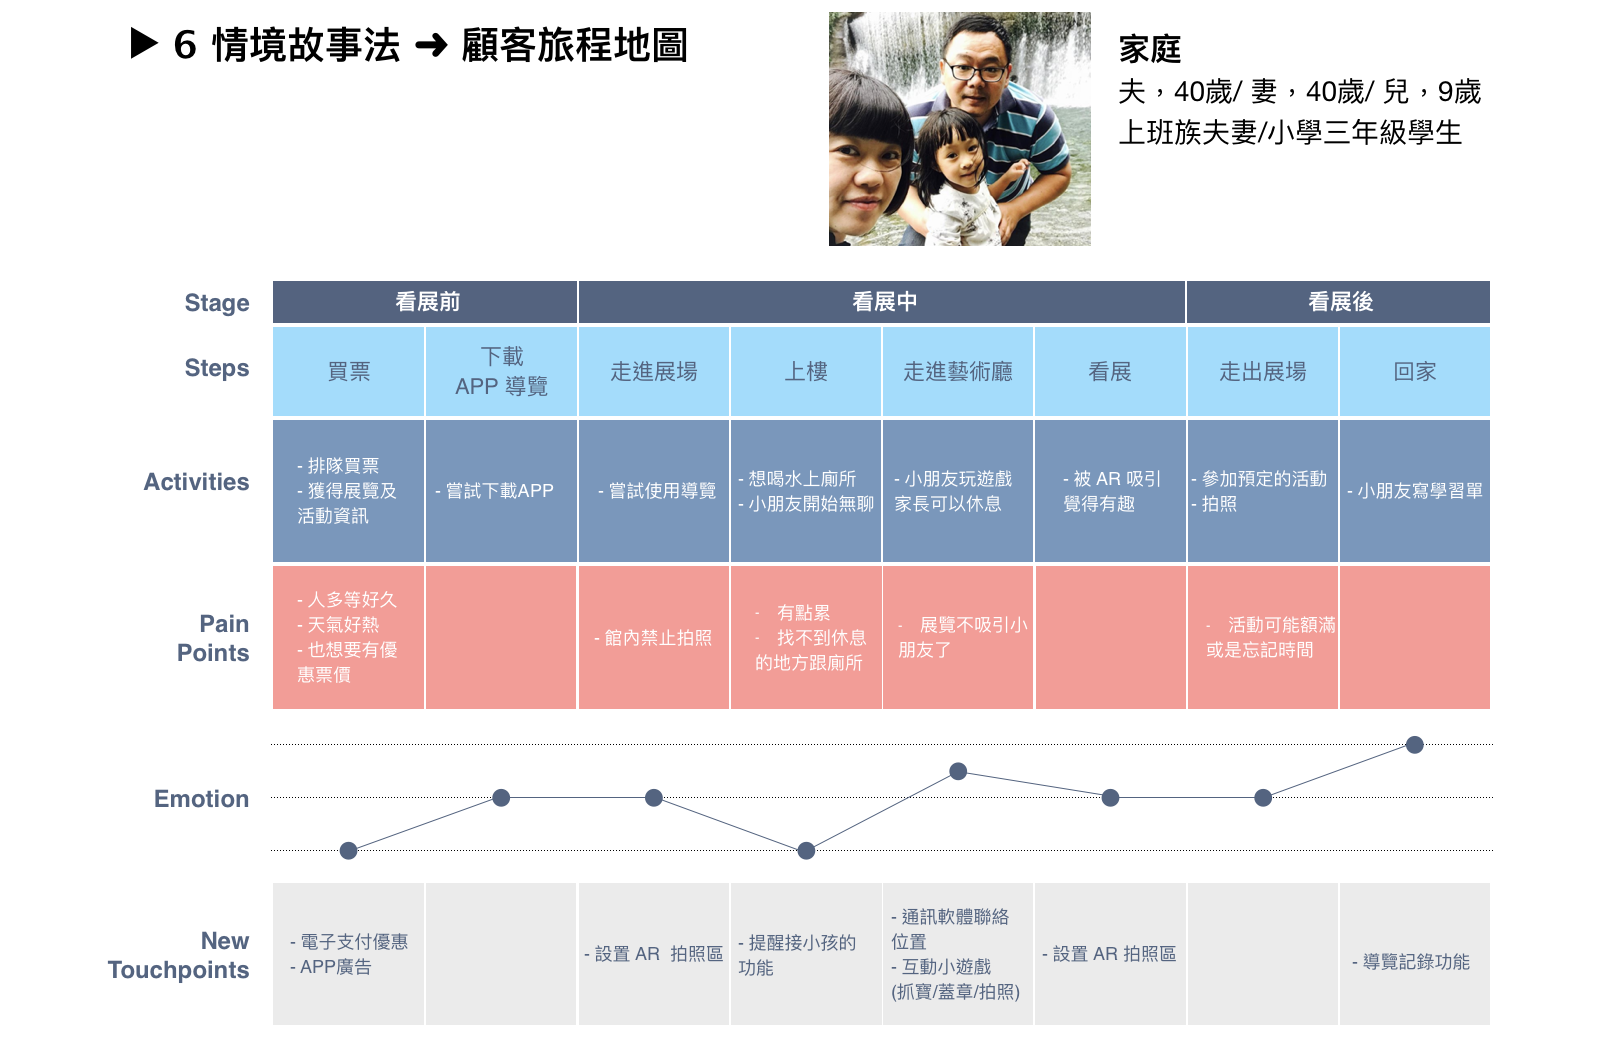 ▶ 6 情境故事法 ➜ 顧客旅程地圖
家庭
夫，40歲/ 妻，40歲/ 兒，9歲
上班族夫妻/小學三年級學生
Stage
看展前
看展中
看展後
Steps
買票
下載
APP 導覽
走進展場
上樓
走進藝術廳
看展
走出展場
回家
Activities
- 排隊買票
- 獲得展覽及
活動資訊
- 嘗試下載APP
- 嘗試使用導覽
- 想喝水上廁所
- 小朋友開始無聊
- 小朋友玩遊戲
家長可以休息
- 被 AR 吸引
覺得有趣
- 參加預定的活動
- 拍照
- 小朋友寫學習單
Pain
Points
- 人多等好久
- 天氣好熱
- 也想要有優
惠票價
- 館內禁止拍照
- 有點累
- 找不到休息
的地方跟廁所
- 展覽不吸引小
朋友了
- 活動可能額滿
或是忘記時間
Emotion
New
Touchpoints
- 電子支付優惠
- APP廣告
- 設置 AR 拍照區
- 提醒接小孩的
功能
- 通訊軟體聯絡
位置
- 互動小遊戲
(抓寶/蓋章/拍照)
- 設置 AR 拍照區
- 導覽記錄功能